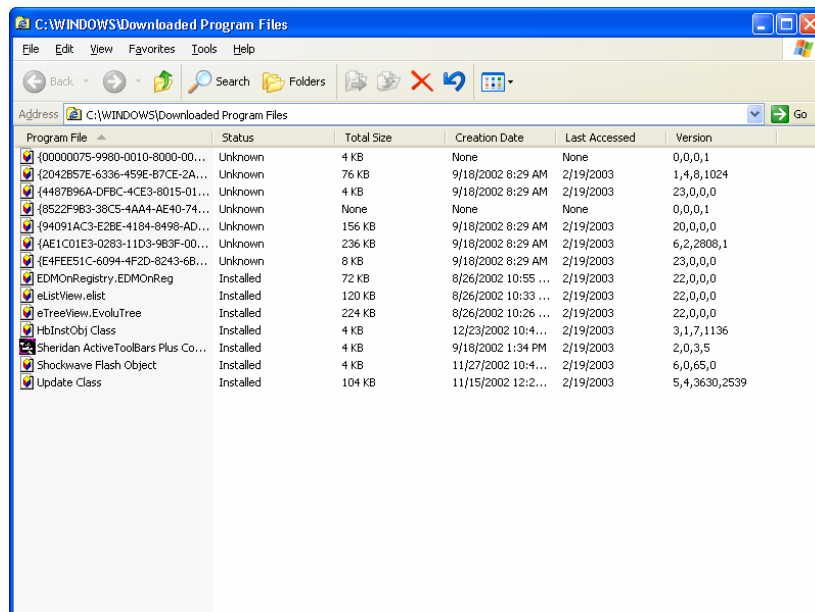 C:\WINDOWS\Downloaded Program Files
File Edit View Favorites Tools Help
Back Search Folders
Address C:\WINDOWS\Downloaded Program Files Go
Program File Status Total Size Creation Date Last Accessed Version
{00000075-9980-0010-8000-00... Unknown 4 KB None None 0,0,0,1
{2042B57E-6336-459E-B7CE-2A... Unknown 76 KB 9/18/2002 8:29 AM 2/19/2003 1,4,8,1024
{4487B96A-DFBC-4CE3-8015-01... Unknown 4 KB 9/18/2002 8:29 AM 2/19/2003 23,0,0,0
{8522F9B3-38C5-4AA4-AE40-74... Unknown None None None 0,0,0,1
{94091AC3-E2BE-4184-8498-AD... Unknown 156 KB 9/18/2002 8:29 AM 2/19/2003 20,0,0,0
{AE1C01E3-0283-11D3-9B3F-00... Unknown 236 KB 9/18/2002 8:29 AM 2/19/2003 6,2,2808,1
{E4FEE51C-6094-4F2D-8243-6B... Unknown 8 KB 9/18/2002 8:29 AM 2/19/2003 23,0,0,0
EDMOnRegistry.EDMOnReg Installed 72 KB 8/26/2002 10:55 ... 2/19/2003 22,0,0,0
eListView.elist Installed 120 KB 8/26/2002 10:33 ... 2/19/2003 22,0,0,0
eTreeView.EvoluTree Installed 224 KB 8/26/2002 10:26 ... 2/19/2003 22,0,0,0
HbInstObj Class Installed 4 KB 12/23/2002 10:4... 2/19/2003 3,1,7,1136
Sheridan ActiveToolBars Plus Co... Installed 4 KB 9/18/2002 1:34 PM 2/19/2003 2,0,3,5
Shockwave Flash Object Installed 4 KB 11/27/2002 10:4... 2/19/2003 6,0,65,0
Update Class Installed 104 KB 11/15/2002 12:2... 2/19/2003 5,4,3630,2539